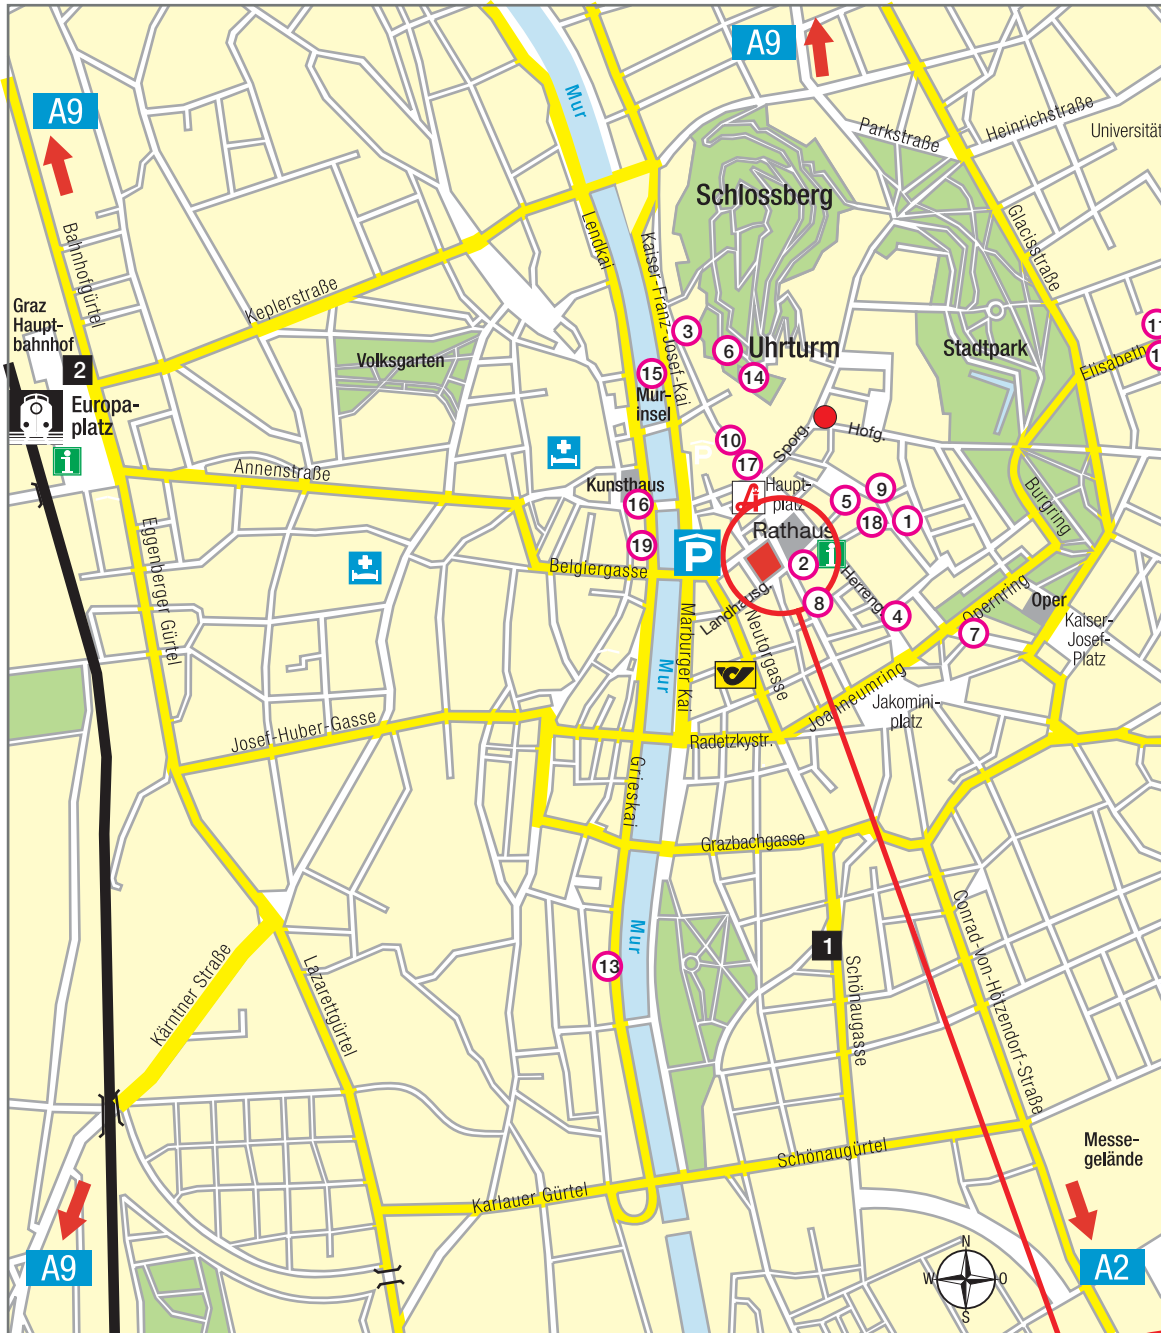 A9
A9
Mur
Parkstraße
Heinrichstraße
Universität
Schlossberg
Glacisstraße
Lendkai
Kaiser-Franz-Josef-Kai
Bahnhofgürtel
Keplerstraße
Graz
Haupt-
bahnhof
2
Europa-
platz
i
Volksgarten
3
6
Uhrturm
14
15
Mur-
insel
Stadtpark
Elisabeth
10
17
Sporg.
Hofg.
P
Annenstraße
Kunsthaus
16
19
Haupt-
platz
Rathaus
5
9
18
1
2
i
8
Herreng.
4
Burgring
Eggenberger Gürtel
Belgiergasse
P
Landhausg.
Neutorgasse
Marburger Kai
Mur
Opernring
Oper
7
Kaiser-
Josef-
Platz
Joanneumring
Jakomini-
platz
Josef-Huber-Gasse
Radetzkystr.
Grieskai
Grazbachgasse
Mur
13
1
Schönaugasse
Conrad-von-Hötzendorf-Straße
Kärntner Straße
Lazarettgürtel
Schönaugürtel
Karlauer Gürtel
Messe-
gelände
A9
A2
N
W
O
S